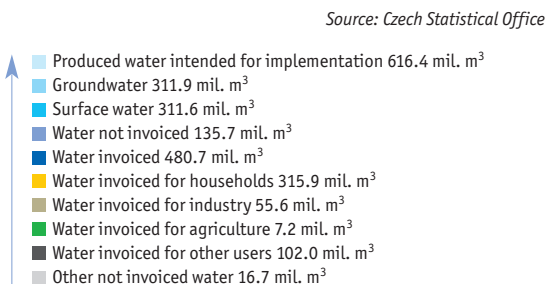 Source: Czech Statistical Office
Produced water intended for implementation 616.4 mil. m³
Groundwater 311.9 mil. m³
Surface water 311.6 mil. m³
Water not invoiced 135.7 mil. m³
Water invoiced 480.7 mil. m³
Water invoiced for households 315.9 mil. m³
Water invoiced for industry 55.6 mil. m³
Water invoiced for agriculture 7.2 mil. m³
Water invoiced for other users 102.0 mil. m³
Other not invoiced water 16.7 mil. m³